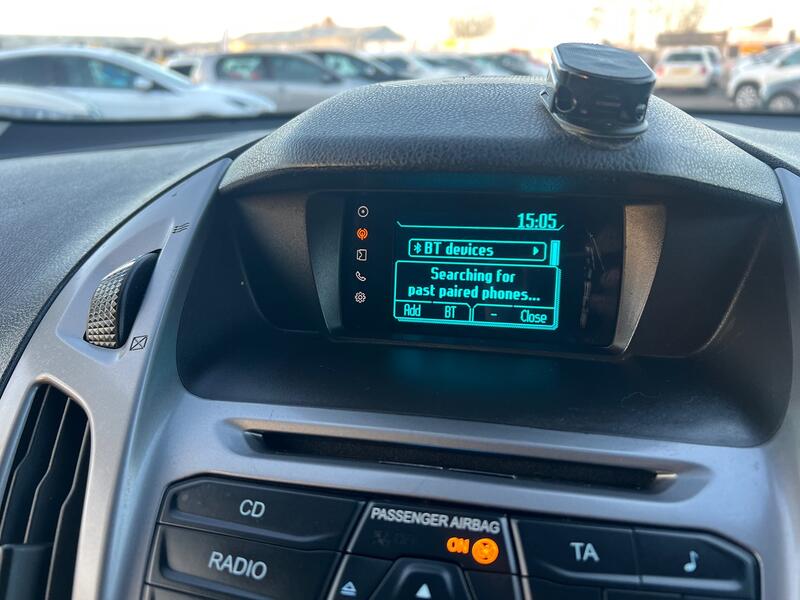 15:05
BT devices
Searching for
past paired phones...
Add BT - Close
CD
PASSENGER AIRBAG
ON
TA
RADIO